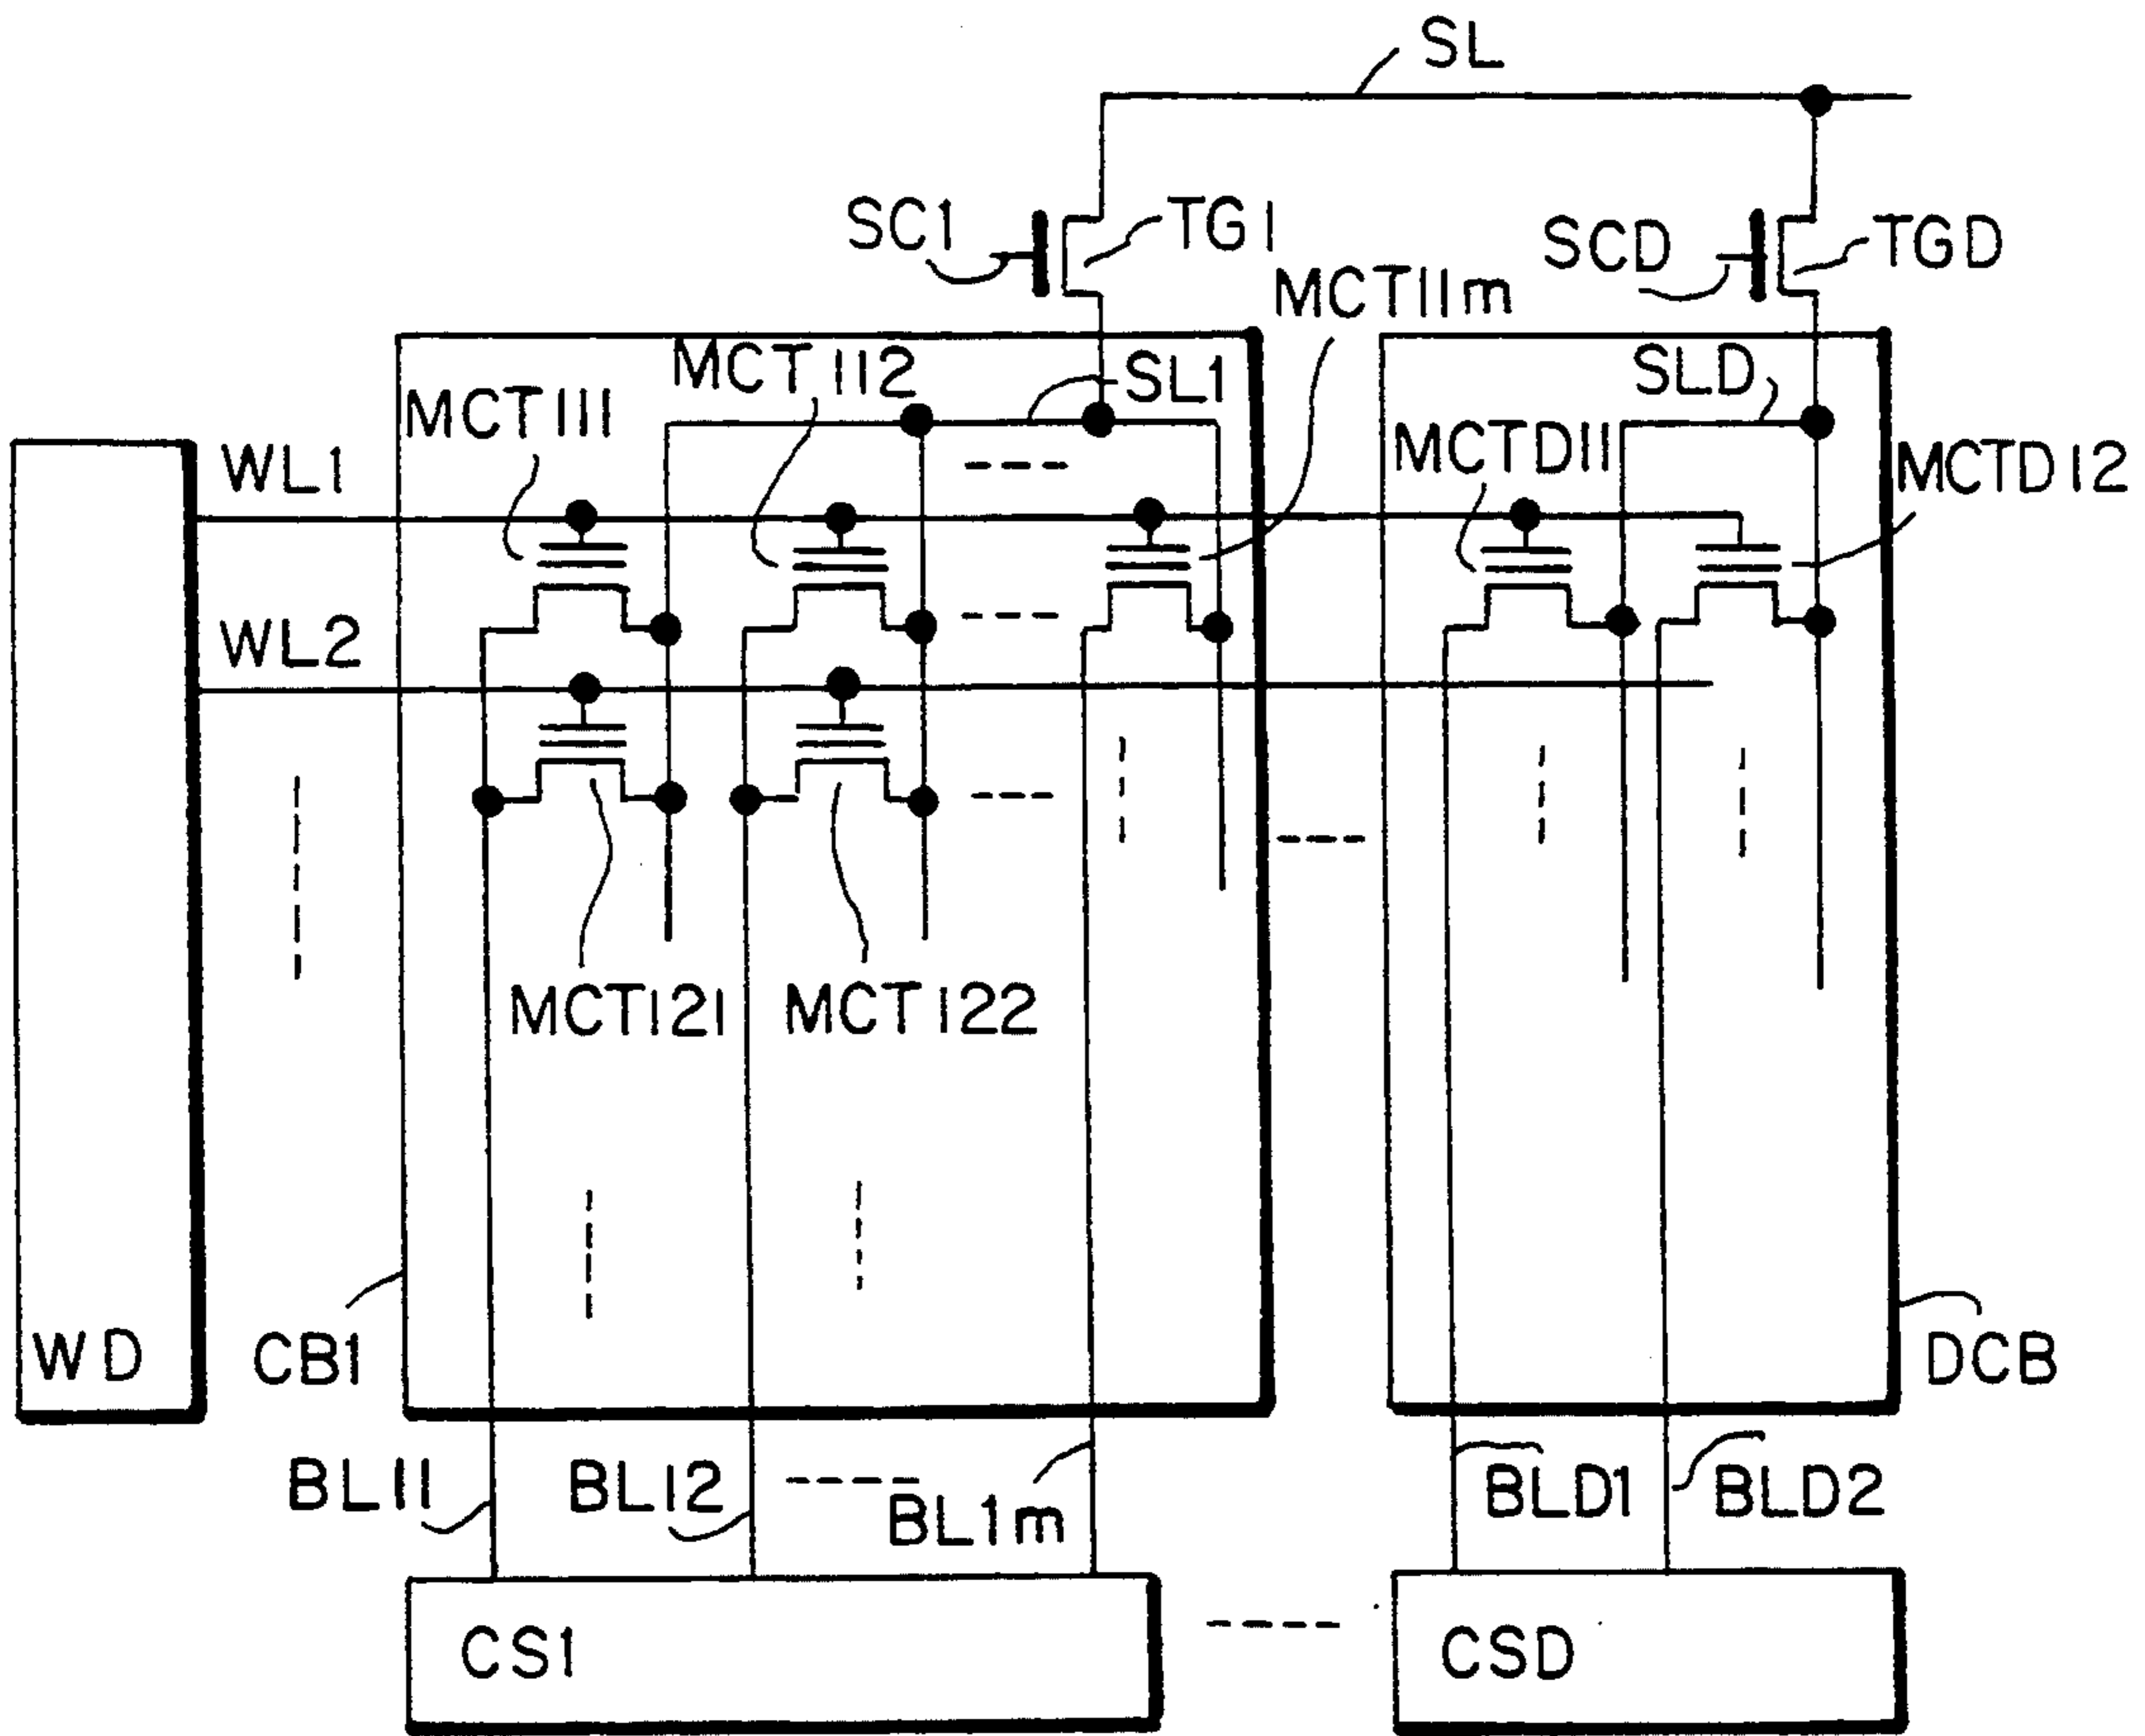 SL
SC1
TG1
SCD
TGD
MCT11m
MCT112
SL1
SLD
MCT111
MCTD11
MCTD12
WL1
WL2
MCT121
MCT122
WD
CB1
DCB
BL11
BL12
BL1m
BLD1
BLD2
CS1
CSD